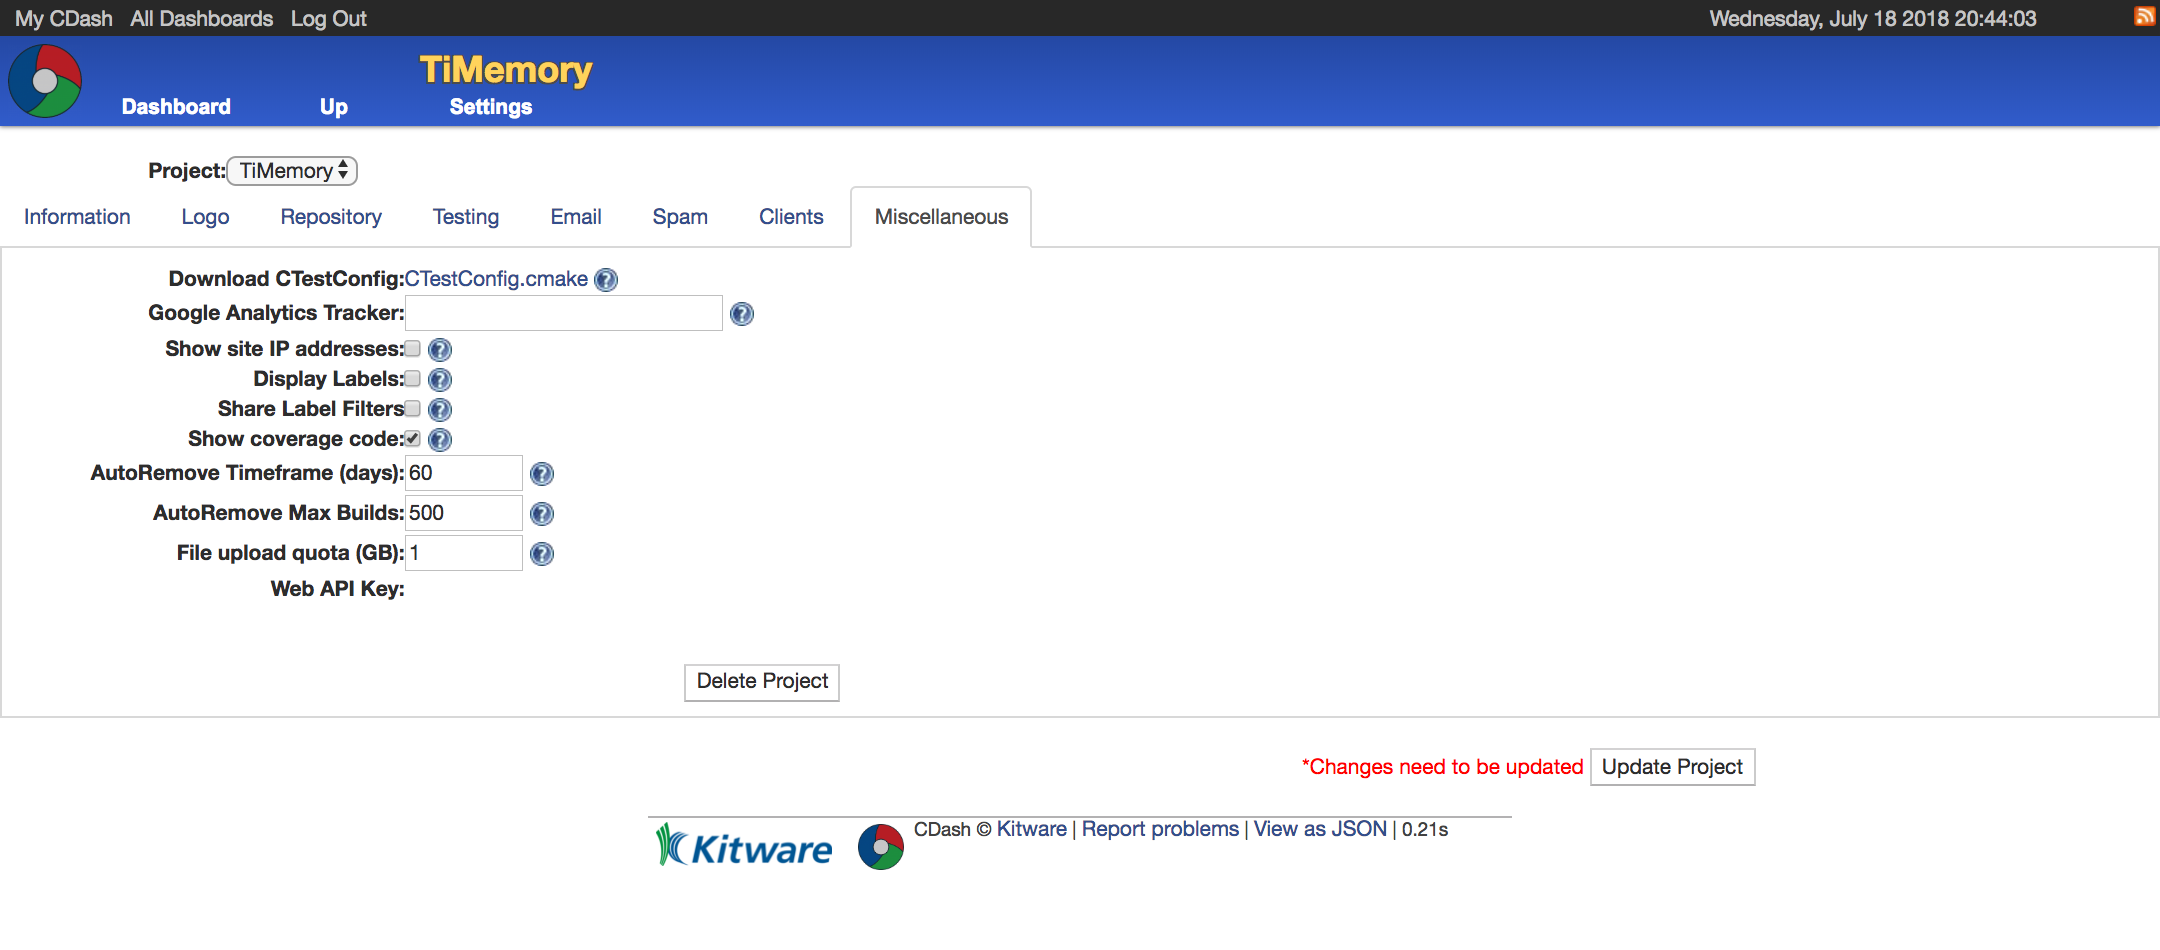 My CDash All Dashboards Log Out Wednesday, July 18 2018 20:44:03
TiMemory
Dashboard Up Settings
Project: TiMemory
Information Logo Repository Testing Email Spam Clients Miscellaneous
Download CTestConfig: CTestConfig.cmake
Google Analytics Tracker:
Show site IP addresses:
Display Labels:
Share Label Filters
Show coverage code:
AutoRemove Timeframe (days): 60
AutoRemove Max Builds: 500
File upload quota (GB): 1
Web API Key:
Delete Project
*Changes need to be updated Update Project
Kitware CDash © Kitware | Report problems | View as JSON | 0.21s